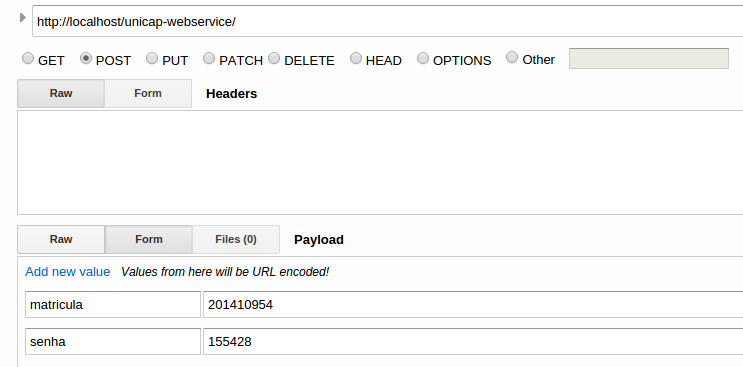 http://localhost/unicap-webservice/
GET POST PUT PATCH DELETE HEAD OPTIONS Other
Raw Form Headers
Raw Form Files (0) Payload
Add new value Values from here will be URL encoded!
matricula 201410954
senha 155428